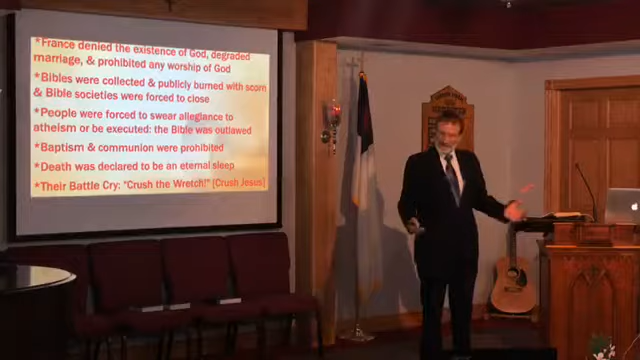 *France denied the existence of God, degraded
marriage, & prohibited any worship of God
*Bibles were collected & publicly burned with scorn
& Bible societies were forced to close
*People were forced to swear allegiance to
atheism or be executed: the Bible was outlawed
*Baptism & communion were prohibited
*Death was declared to be an eternal sleep
*Their Battle Cry: "Crush the Wretch!" [Crush Jesus]